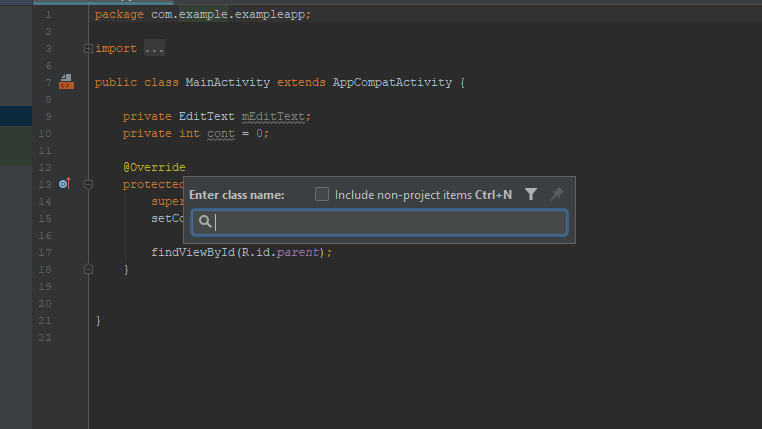 1 package com.example.exampleapp;
2
3 import ...
6
7 public class MainActivity extends AppCompatActivity {
8
9 private EditText mEditText;
10 private int cont = 0;
11
12 @Override
13 protected
Enter class name: Include non-project items Ctrl+N
14 super
15 setCo
16
17 findViewById(R.id.parent);
18 }
19
20
21 }
22